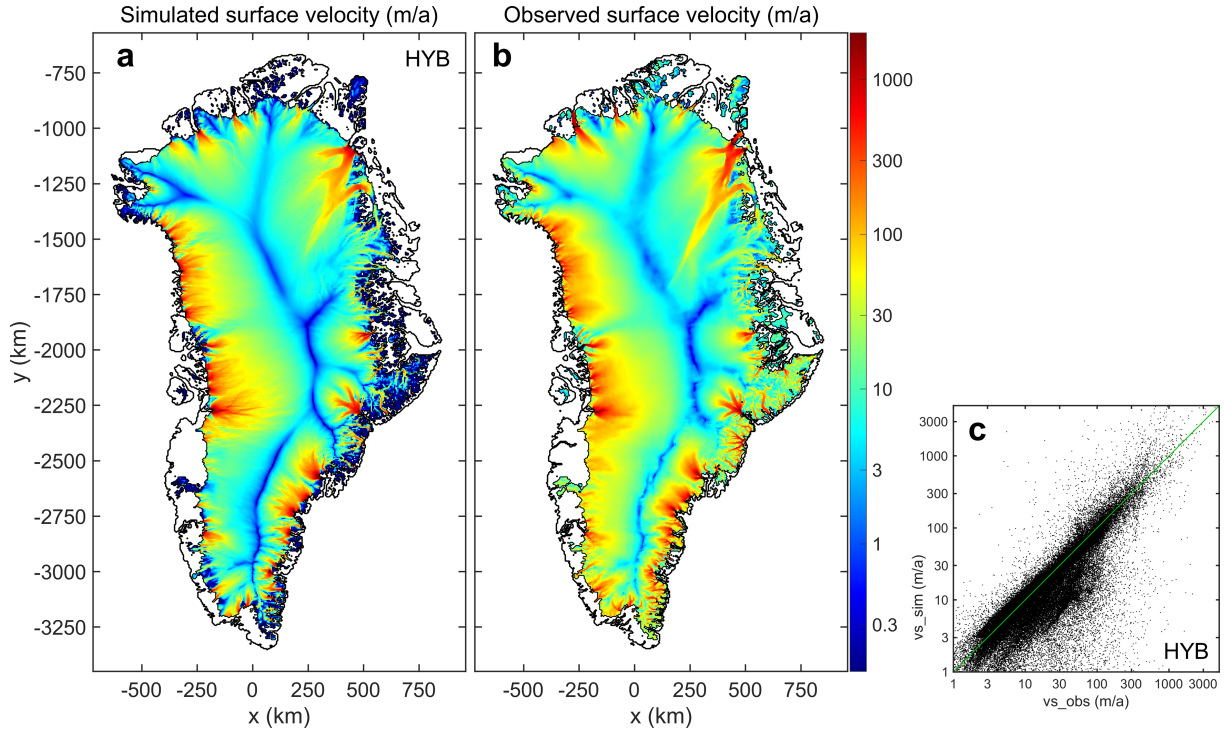 Simulated surface velocity (m/a)
Observed surface velocity (m/a)
a
HYB
b
-750
-1000
-1250
-1500
-1750
-2000
-2250
-2500
-2750
-3000
-3250
y (km)
-500 -250 0 250 500 750
x (km)
-500 -250 0 250 500 750
x (km)
1000
300
100
30
10
3
1
0.3
c
3000
1000
300
100
30
10
3
1
vs_sim (m/a)
HYB
1 3 10 30 100 300 1000 3000
vs_obs (m/a)